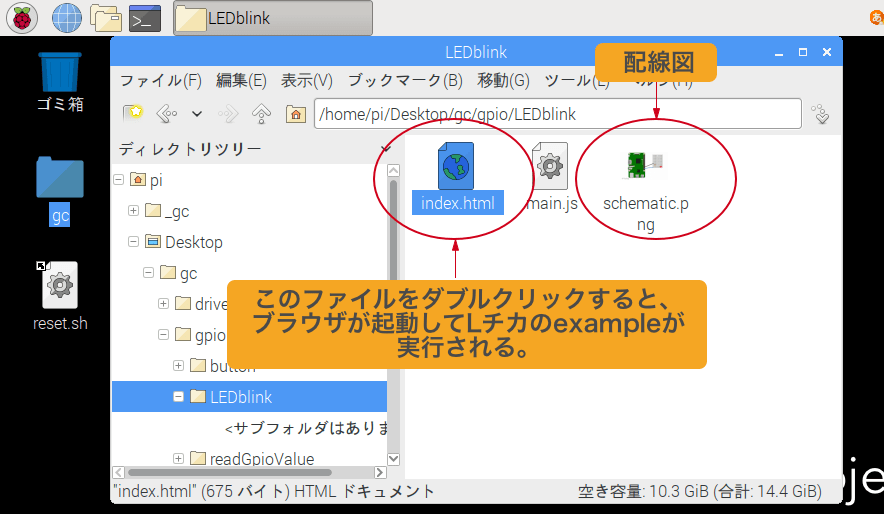 LEDblink
あ
LEDblink
ゴミ箱
gc
reset.sh
ファイル(F) 編集(E) 表示(V) ブックマーク(B) 移動(G) ツール(L)
配線図
/home/pi/Desktop/gc/gpio/LEDblink
ディレクトリツリー
pi
_gc
Desktop
gc
drive
gpio
button
LEDblink
<サブフォルダはありま
readGpioValue
index.html
main.js
schematic.p
ng
このファイルをダブルクリックすると、
ブラウザが起動してLチカのexampleが
実行される。
"index.html" (675 バイト) HTML ドキュメント
空き容量: 10.3 GiB (合計: 14.4 GiB)
oje